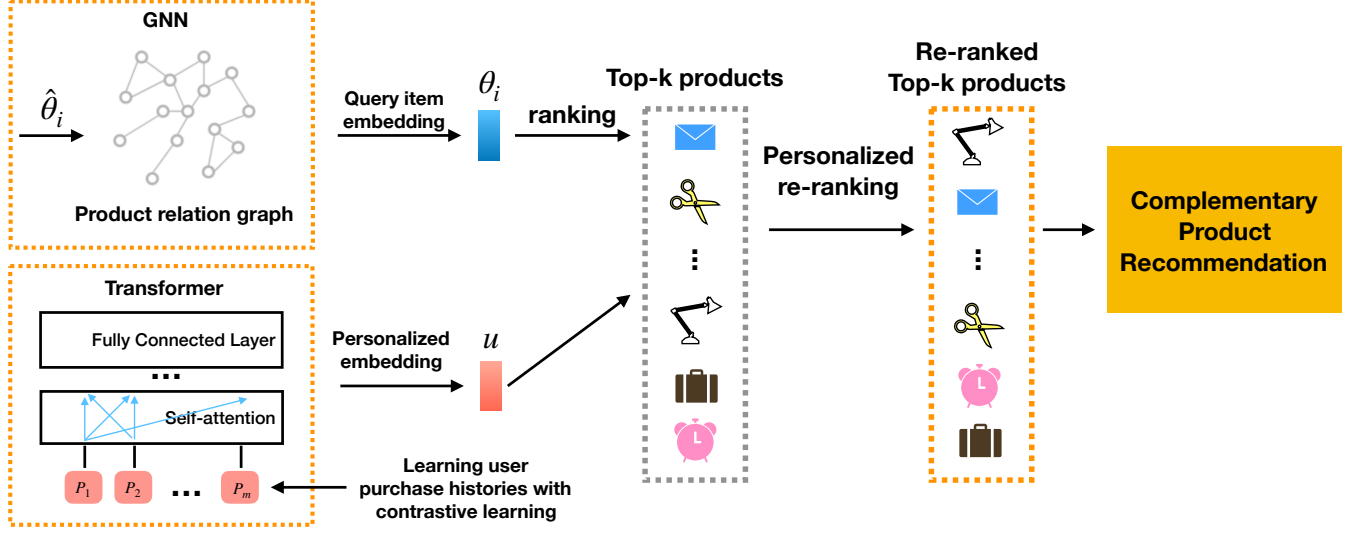 GNN
θ̂ᵢ
Product relation graph
Query item
embedding
θᵢ
ranking
Top-k products
Personalized
re-ranking
Re-ranked
Top-k products
Complementary
Product
Recommendation
Transformer
Fully Connected Layer
...
Self-attention
P₁ P₂ ... Pₘ
Personalized
embedding
u
Learning user
purchase histories with
contrastive learning
L
L